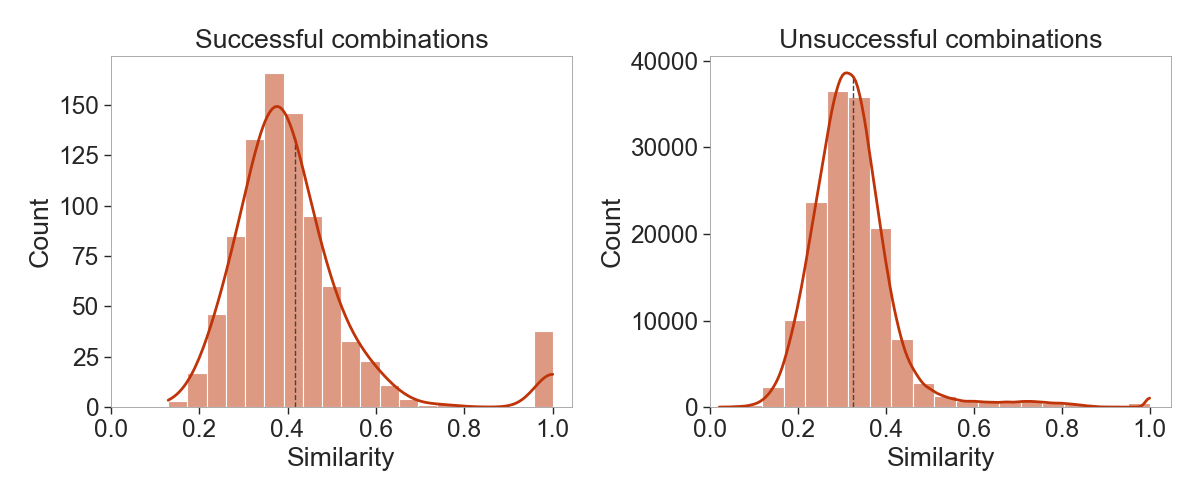 Successful combinations
Count
150
125
100
75
50
25
0
0.0 0.2 0.4 0.6 0.8 1.0
Similarity
Unsuccessful combinations
Count
40000
30000
20000
10000
0
0.0 0.2 0.4 0.6 0.8 1.0
Similarity